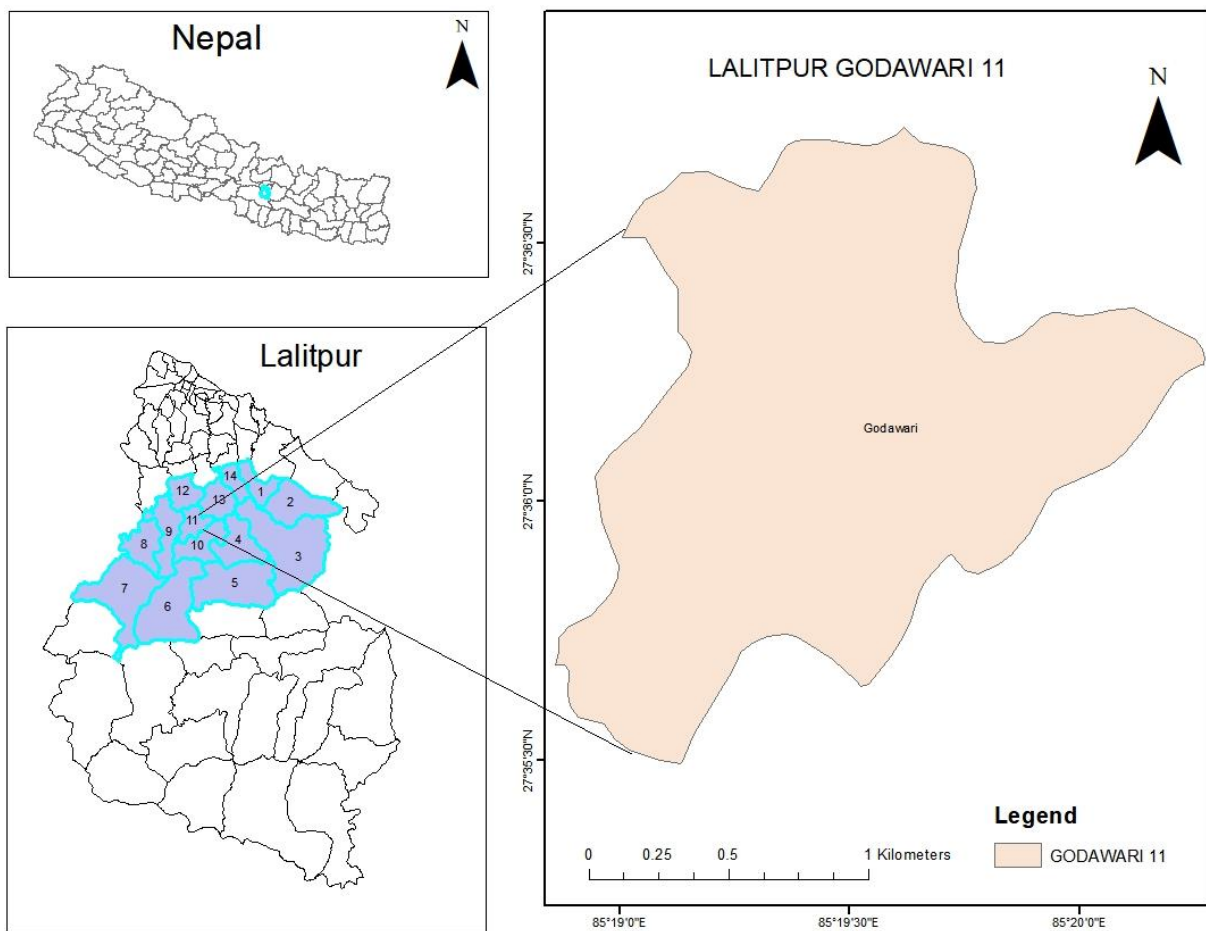 Nepal
N
Lalitpur
14
1
2
12
13
11
9
8
10
4
3
7
5
6
LALITPUR GODAWARI 11
N
27°36'30"N
Godawari
27°36'0"N
27°35'30"N
Legend
GODAWARI 11
0 0.25 0.5 1 Kilometers
85°19'0"E 85°19'30"E 85°20'0"E